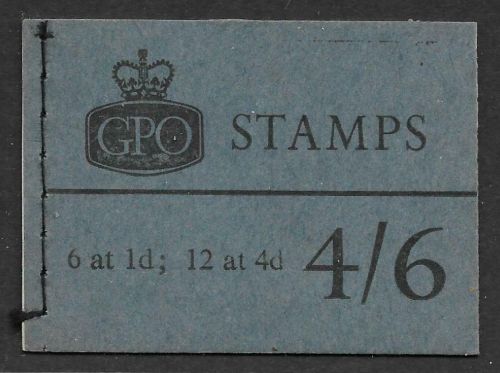 GPO STAMPS
6 at 1d; 12 at 4d 4/6